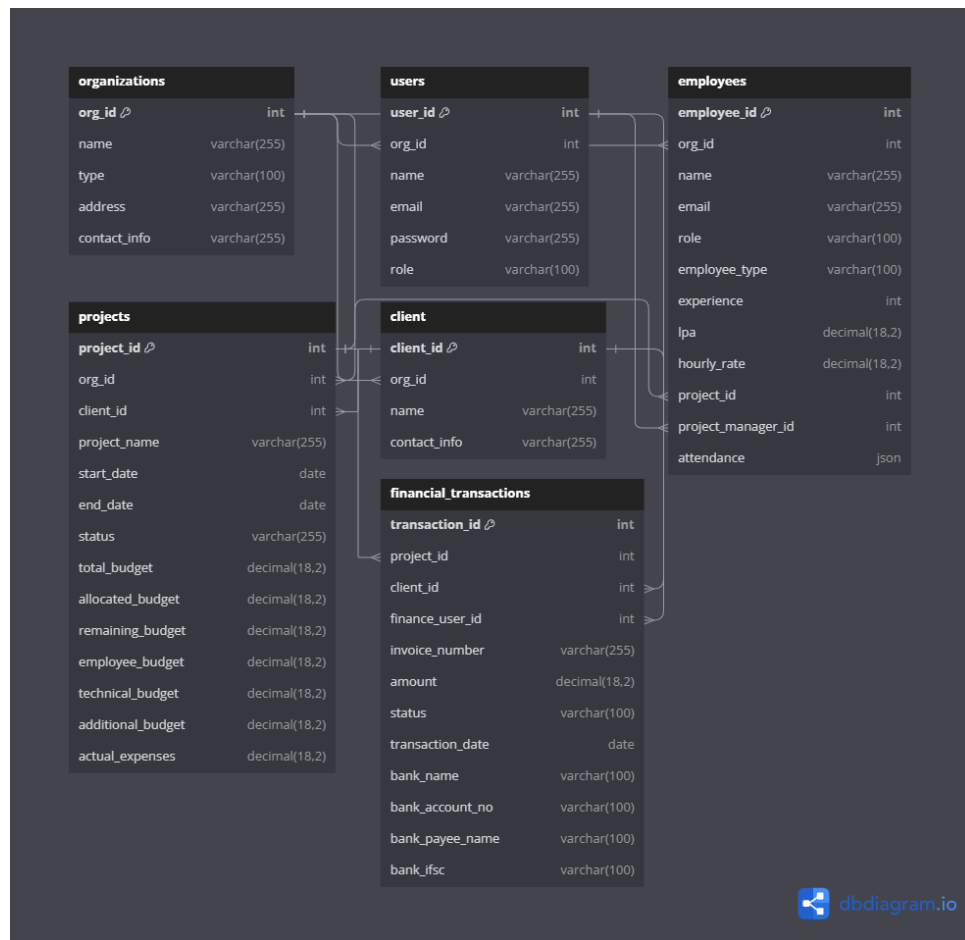 organizations
org_id int
name varchar(255)
type varchar(100)
address varchar(255)
contact_info varchar(255)
users
user_id int
org_id int
name varchar(255)
email varchar(255)
password varchar(255)
role varchar(100)
employees
employee_id int
org_id int
name varchar(255)
email varchar(255)
role varchar(100)
employee_type varchar(100)
experience int
lpa decimal(18,2)
hourly_rate decimal(18,2)
project_id int
project_manager_id int
attendance json
projects
project_id int
org_id int
client_id int
project_name varchar(255)
start_date date
end_date date
status varchar(255)
total_budget decimal(18,2)
allocated_budget decimal(18,2)
remaining_budget decimal(18,2)
employee_budget decimal(18,2)
technical_budget decimal(18,2)
additional_budget decimal(18,2)
actual_expenses decimal(18,2)
client
client_id int
org_id int
name varchar(255)
contact_info varchar(255)
financial_transactions
transaction_id int
project_id int
client_id int
finance_user_id int
invoice_number varchar(255)
amount decimal(18,2)
status varchar(100)
transaction_date date
bank_name varchar(100)
bank_account_no varchar(100)
bank_payee_name varchar(100)
bank_ifsc varchar(100)
dbdiagram.io